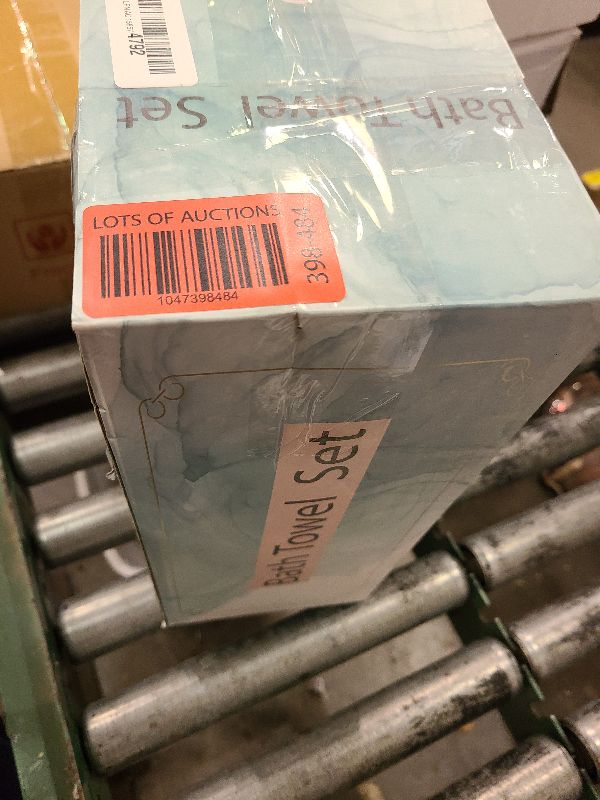 4792
Bath Towel Set
LOTS OF AUCTIONS
1047398484
398-484
Bath Towel Set